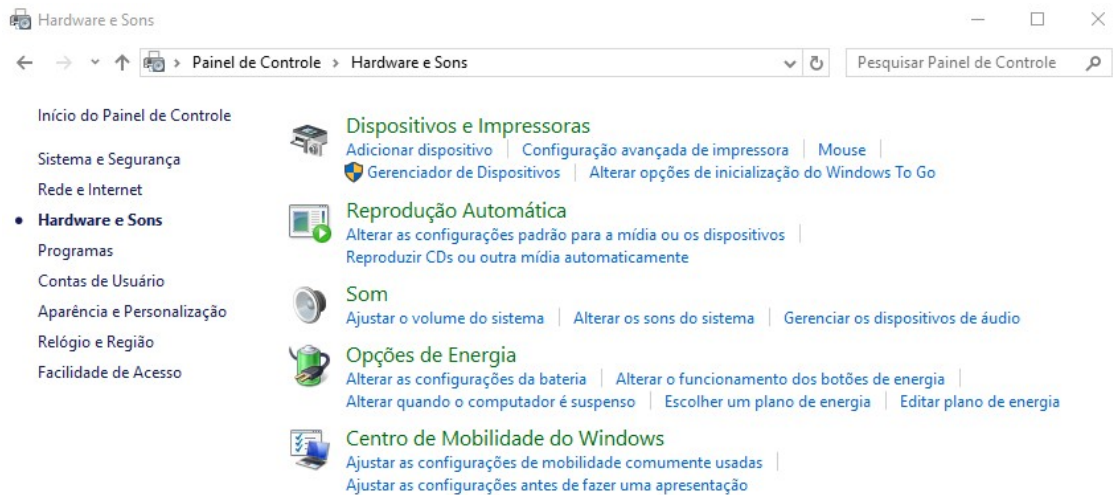 Hardware e Sons
Painel de Controle > Hardware e Sons
Pesquisar Painel de Controle
Início do Painel de Controle
Sistema e Segurança
Rede e Internet
Hardware e Sons
Programas
Contas de Usuário
Aparência e Personalização
Relógio e Região
Facilidade de Acesso
Dispositivos e Impressoras
Adicionar dispositivo | Configuração avançada de impressora | Mouse |
Gerenciador de Dispositivos | Alterar opções de inicialização do Windows To Go
Reprodução Automática
Alterar as configurações padrão para a mídia ou os dispositivos |
Reproduzir CDs ou outra mídia automaticamente
Som
Ajustar o volume do sistema | Alterar os sons do sistema | Gerenciar os dispositivos de áudio
Opções de Energia
Alterar as configurações da bateria | Alterar o funcionamento dos botões de energia |
Alterar quando o computador é suspenso | Escolher um plano de energia | Editar plano de energia
Centro de Mobilidade do Windows
Ajustar as configurações de mobilidade comumente usadas |
Ajustar as configurações antes de fazer uma apresentação